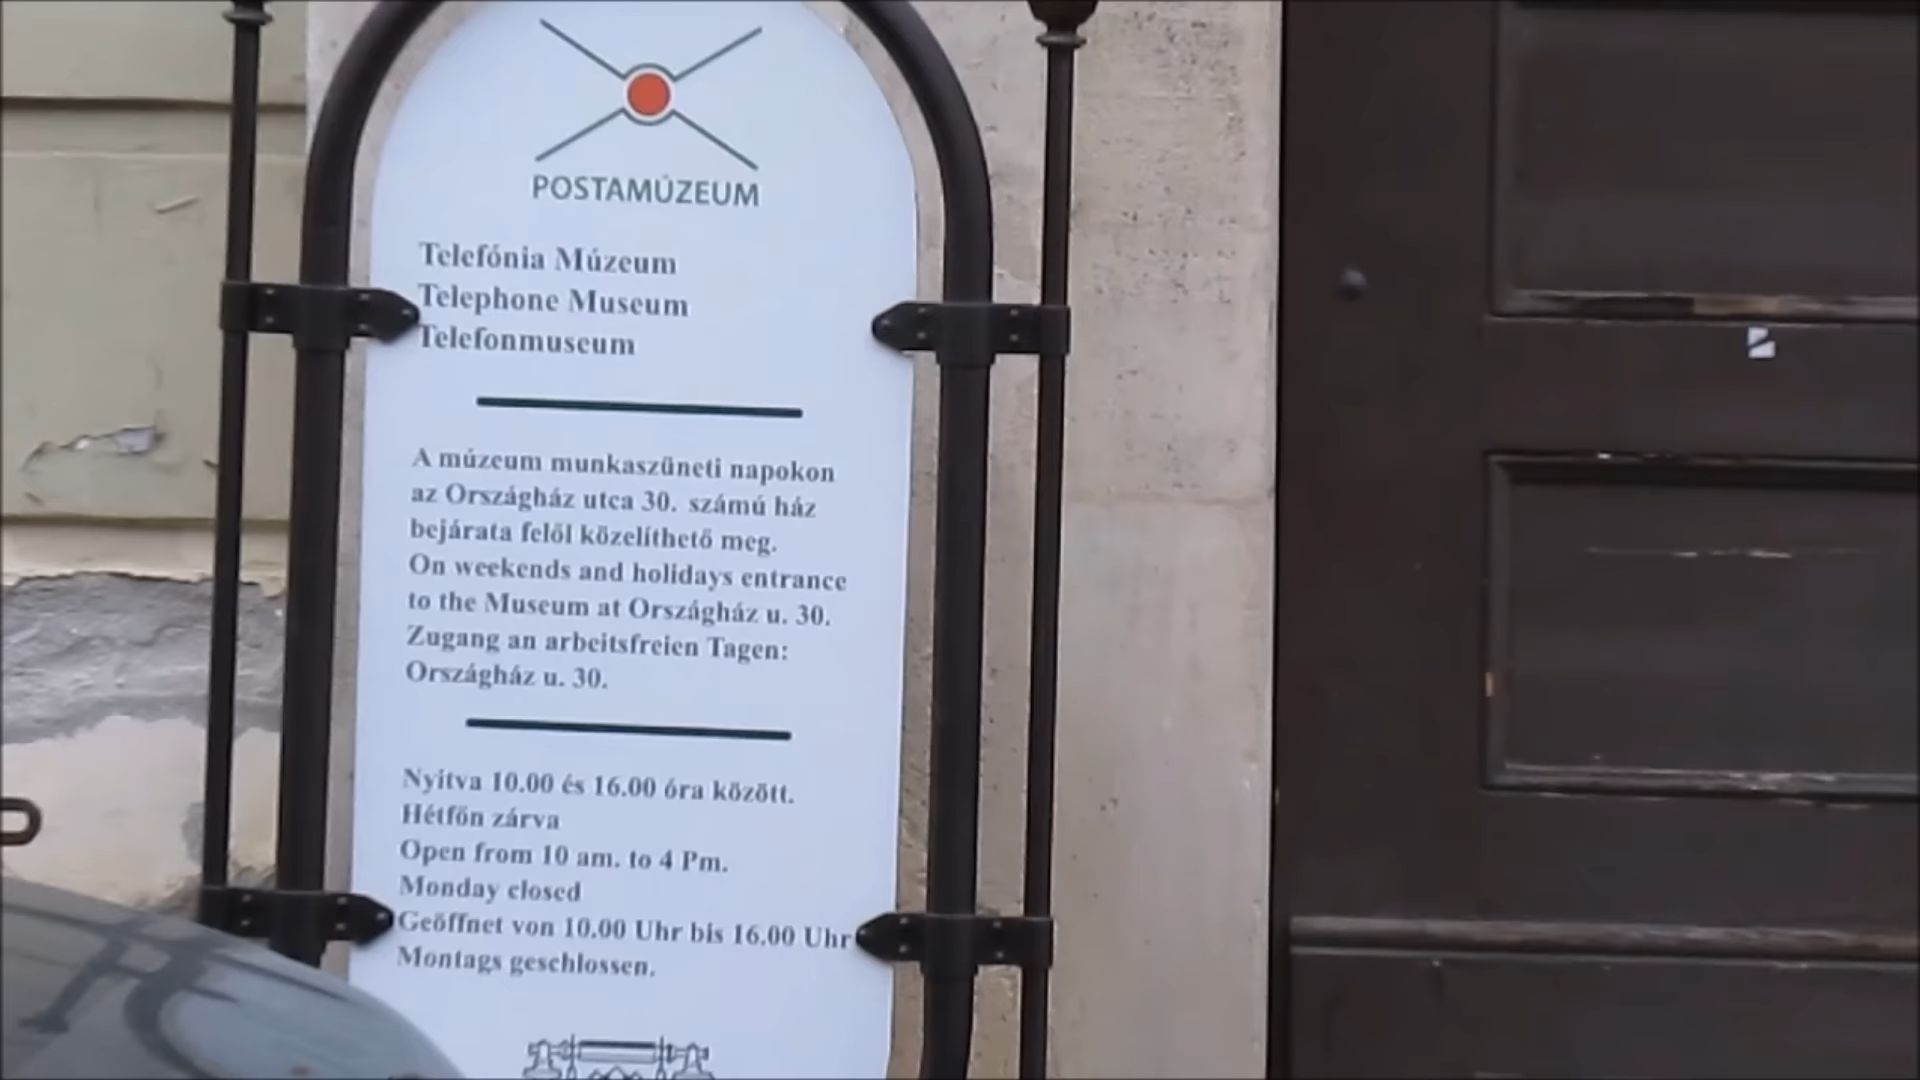 POSTAMÚZEUM
Telefónia Múzeum
Telephone Museum
Telefonmuseum
A múzeum munkaszüneti napokon
az Országház utca 30. számú ház
bejárata felől közelíthető meg.
On weekends and holidays entrance
to the Museum at Országház u. 30.
Zugang an arbeitsfreien Tagen:
Országház u. 30.
Nyitva 10.00 és 16.00 óra között.
Hétfőn zárva
Open from 10 am. to 4 Pm.
Monday closed
Geöffnet von 10.00 Uhr bis 16.00 Uhr
Montags geschlossen.